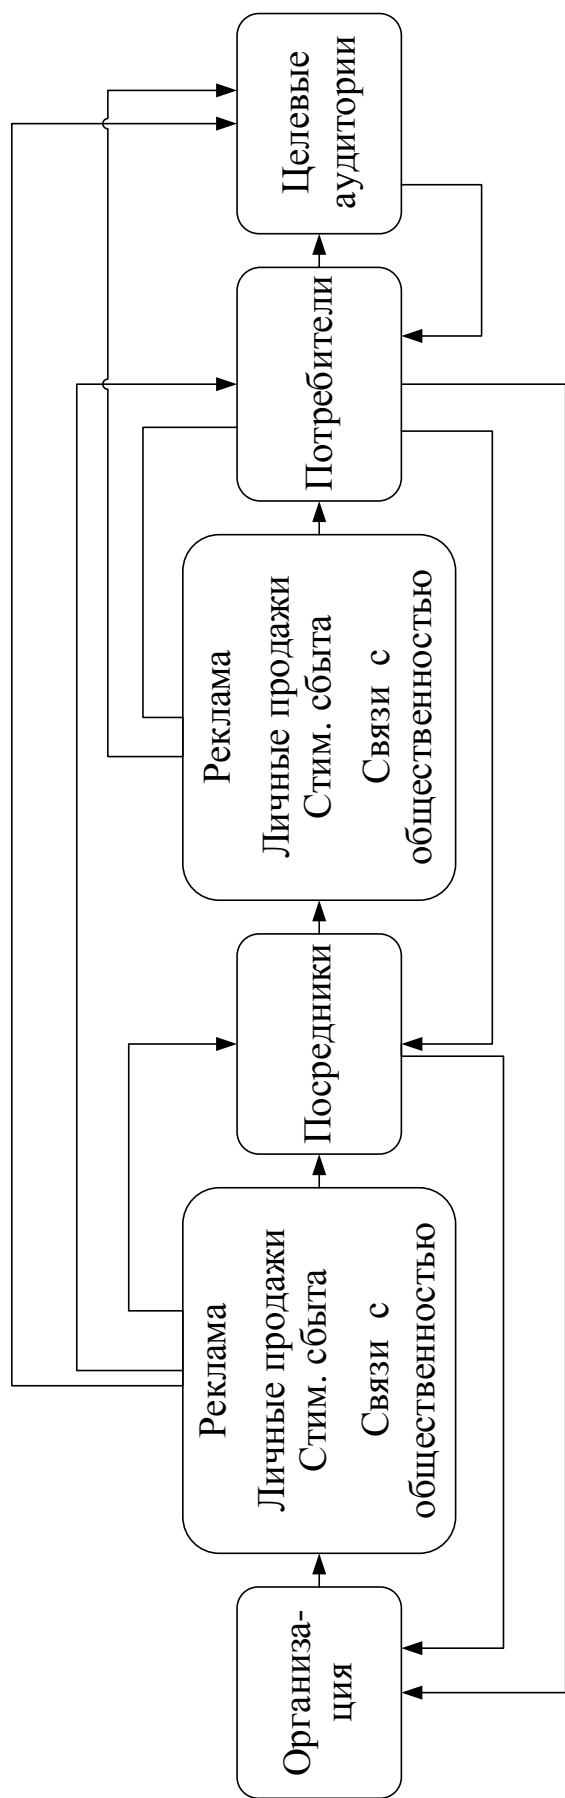 Организа-
ция
Реклама
Личные продажи
Стим. сбыта
Связи с
общественностью
Посредники
Реклама
Личные продажи
Стим. сбыта
Связи с
общественностью
Потребители
Целевые
аудитории